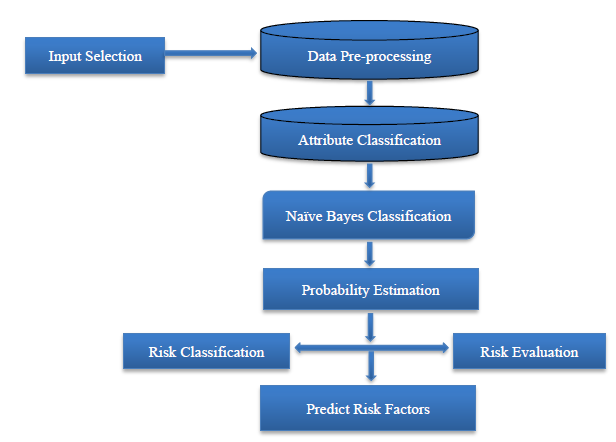 Input Selection
Data Pre-processing
Attribute Classification
Naïve Bayes Classification
Probability Estimation
Risk Classification
Risk Evaluation
Predict Risk Factors